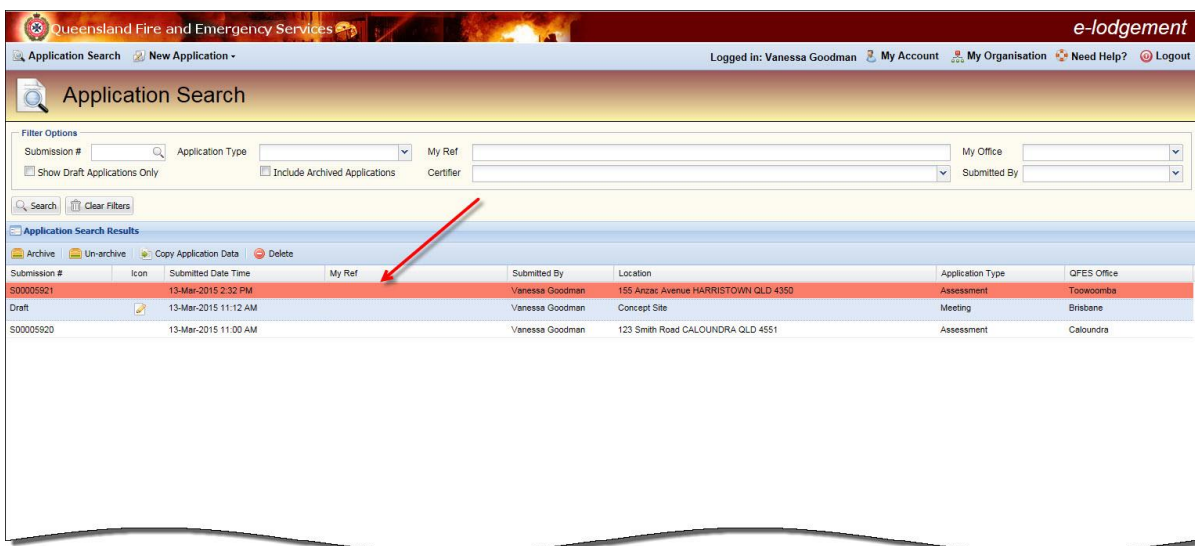 Queensland Fire and Emergency Services e-lodgement
Application Search New Application Logged in: Vanessa Goodman My Account My Organisation Need Help? Logout
Application Search
Filter Options
Submission # Application Type My Ref My Office
Show Draft Applications Only Include Archived Applications Certifier Submitted By
Search Clear Filters
Application Search Results
Archive Un-archive Copy Application Data Delete
Submission # Icon Submitted Date Time My Ref Submitted By Location Application Type QFES Office
S00005921 13-Mar-2015 2:32 PM Vanessa Goodman 155 Anzac Avenue HARRISTOWN QLD 4350 Assessment Toowoomba
Draft 13-Mar-2015 11:12 AM Vanessa Goodman Concept Site Meeting Brisbane
S00005920 13-Mar-2015 11:00 AM Vanessa Goodman 123 Smith Road CALOUNDRA QLD 4551 Assessment Caloundra